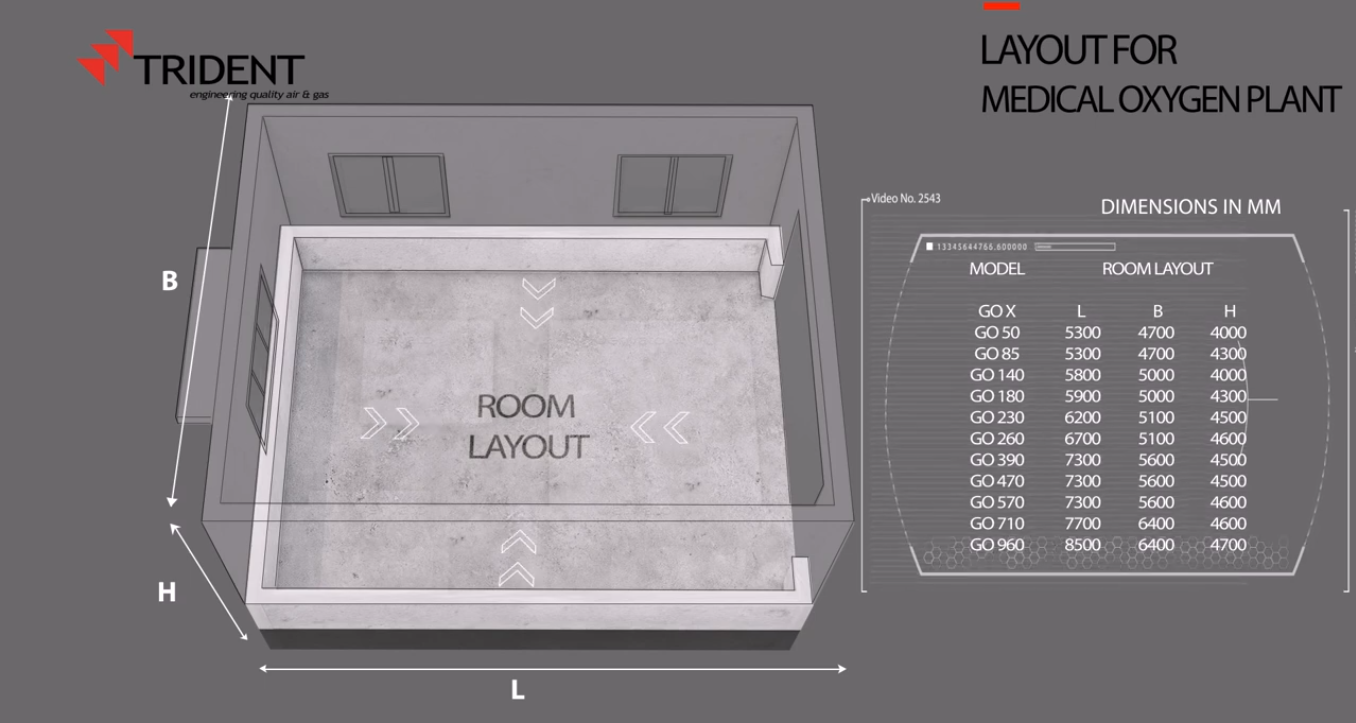 TRIDENT
engineering quality air & gas
LAYOUT FOR
MEDICAL OXYGEN PLANT
Video No. 2543
DIMENSIONS IN MM
13345644766.600000
MODEL ROOM LAYOUT
GO X L B H
GO 50 5300 4700 4000
GO 85 5300 4700 4300
GO 140 5800 5000 4000
GO 180 5900 5000 4300
GO 230 6200 5100 4500
GO 260 6700 5100 4600
GO 390 7300 5600 4500
GO 470 7300 5600 4500
GO 570 7300 5600 4600
GO 710 7700 6400 4600
GO 960 8500 6400 4700
B
ROOM
LAYOUT
H
L